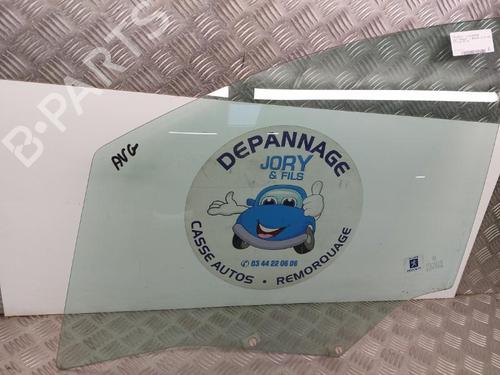 B-PARTS
AVG
DEPANNAGE
JORY
& FILS
03 44 22 06 06
CASSE AUTOS • REMORQUAGE